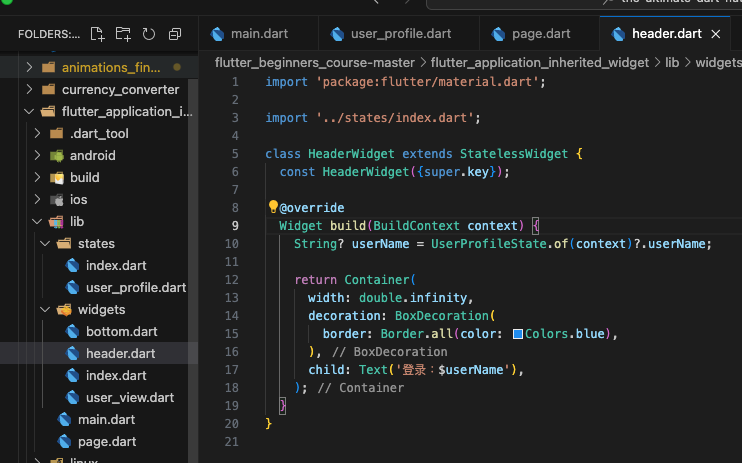 the-ultimate-dart-flut
FOLDERS:...
main.dart
user_profile.dart
page.dart
header.dart
flutter_beginners_course-master > flutter_application_inherited_widget > lib > widgets
animations_fin...
currency_converter
flutter_application_i...
.dart_tool
android
build
ios
lib
states
index.dart
user_profile.dart
widgets
bottom.dart
header.dart
index.dart
user_view.dart
main.dart
page.dart
linux
1 import 'package:flutter/material.dart';
2
3 import '../states/index.dart';
4
5 class HeaderWidget extends StatelessWidget {
6 const HeaderWidget({super.key});
7
8 @override
9 Widget build(BuildContext context) {
10 String? userName = UserProfileState.of(context)?.userName;
11
12 return Container(
13 width: double.infinity,
14 decoration: BoxDecoration(
15 border: Border.all(color: Colors.blue),
16 ), // BoxDecoration
17 child: Text('登录：$userName'),
18 ); // Container
19 }
20 }
21